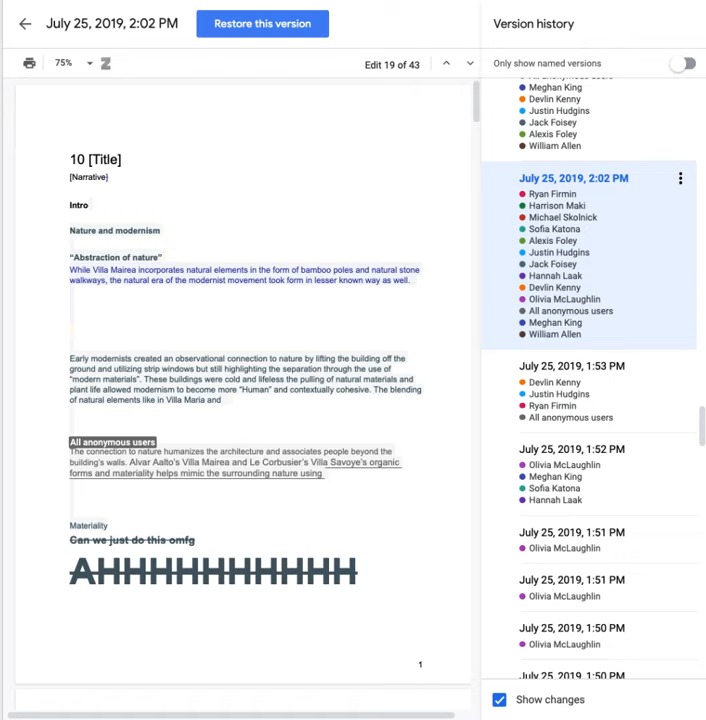 July 25, 2019, 2:02 PM
Restore this version
75%
Edit 19 of 43
10 [Title]
[Narrative]
Intro
Nature and modernism
“Abstraction of nature”
While Villa Mairea incorporates natural elements in the form of bamboo poles and natural stone
walkways, the natural era of the modernist movement took form in lesser known way as well.
Early modernists created an observational connection to nature by lifting the building off the
ground and utilizing strip windows but still highlighting the separation through the use of
“modern materials”. These buildings were cold and lifeless the pulling of natural materials and
plant life allowed modernism to become more “Human” and contextually cohesive. The blending
of natural elements like in Villa Maria and
All anonymous users
The connection to nature humanizes the architecture and associates people beyond the
building’s walls. Alvar Aalto’s Villa Mairea and Le Corbusier’s Villa Savoye’s organic
forms and materiality helps mimic the surrounding nature using
Materiality
Can we just do this omfg
AHHHHHHHHHHH
1
Version history
Only show named versions
All anonymous users
Meghan King
Devlin Kenny
Justin Hudgins
Jack Foisey
Alexis Foley
William Allen
July 25, 2019, 2:02 PM
Ryan Firmin
Harrison Maki
Michael Skolnick
Sofia Katona
Alexis Foley
Justin Hudgins
Jack Foisey
Hannah Laak
Devlin Kenny
Olivia McLaughlin
All anonymous users
Meghan King
William Allen
July 25, 2019, 1:53 PM
Devlin Kenny
Justin Hudgins
Ryan Firmin
All anonymous users
July 25, 2019, 1:52 PM
Olivia McLaughlin
Meghan King
Sofia Katona
Hannah Laak
July 25, 2019, 1:51 PM
Olivia McLaughlin
July 25, 2019, 1:51 PM
Olivia McLaughlin
July 25, 2019, 1:50 PM
Olivia McLaughlin
July 25, 2019, 1:50 PM
Show changes